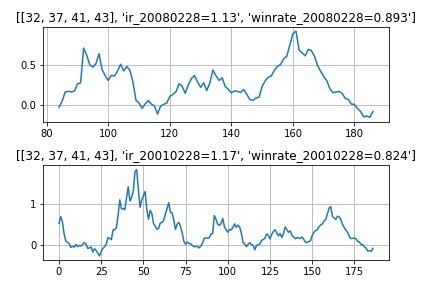 [[32, 37, 41, 43], 'ir_20080228=1.13', 'winrate_20080228=0.893']
0.5
0.0
80 100 120 140 160 180
[[32, 37, 41, 43], 'ir_20010228=1.17', 'winrate_20010228=0.824']
1
0
0 25 50 75 100 125 150 175